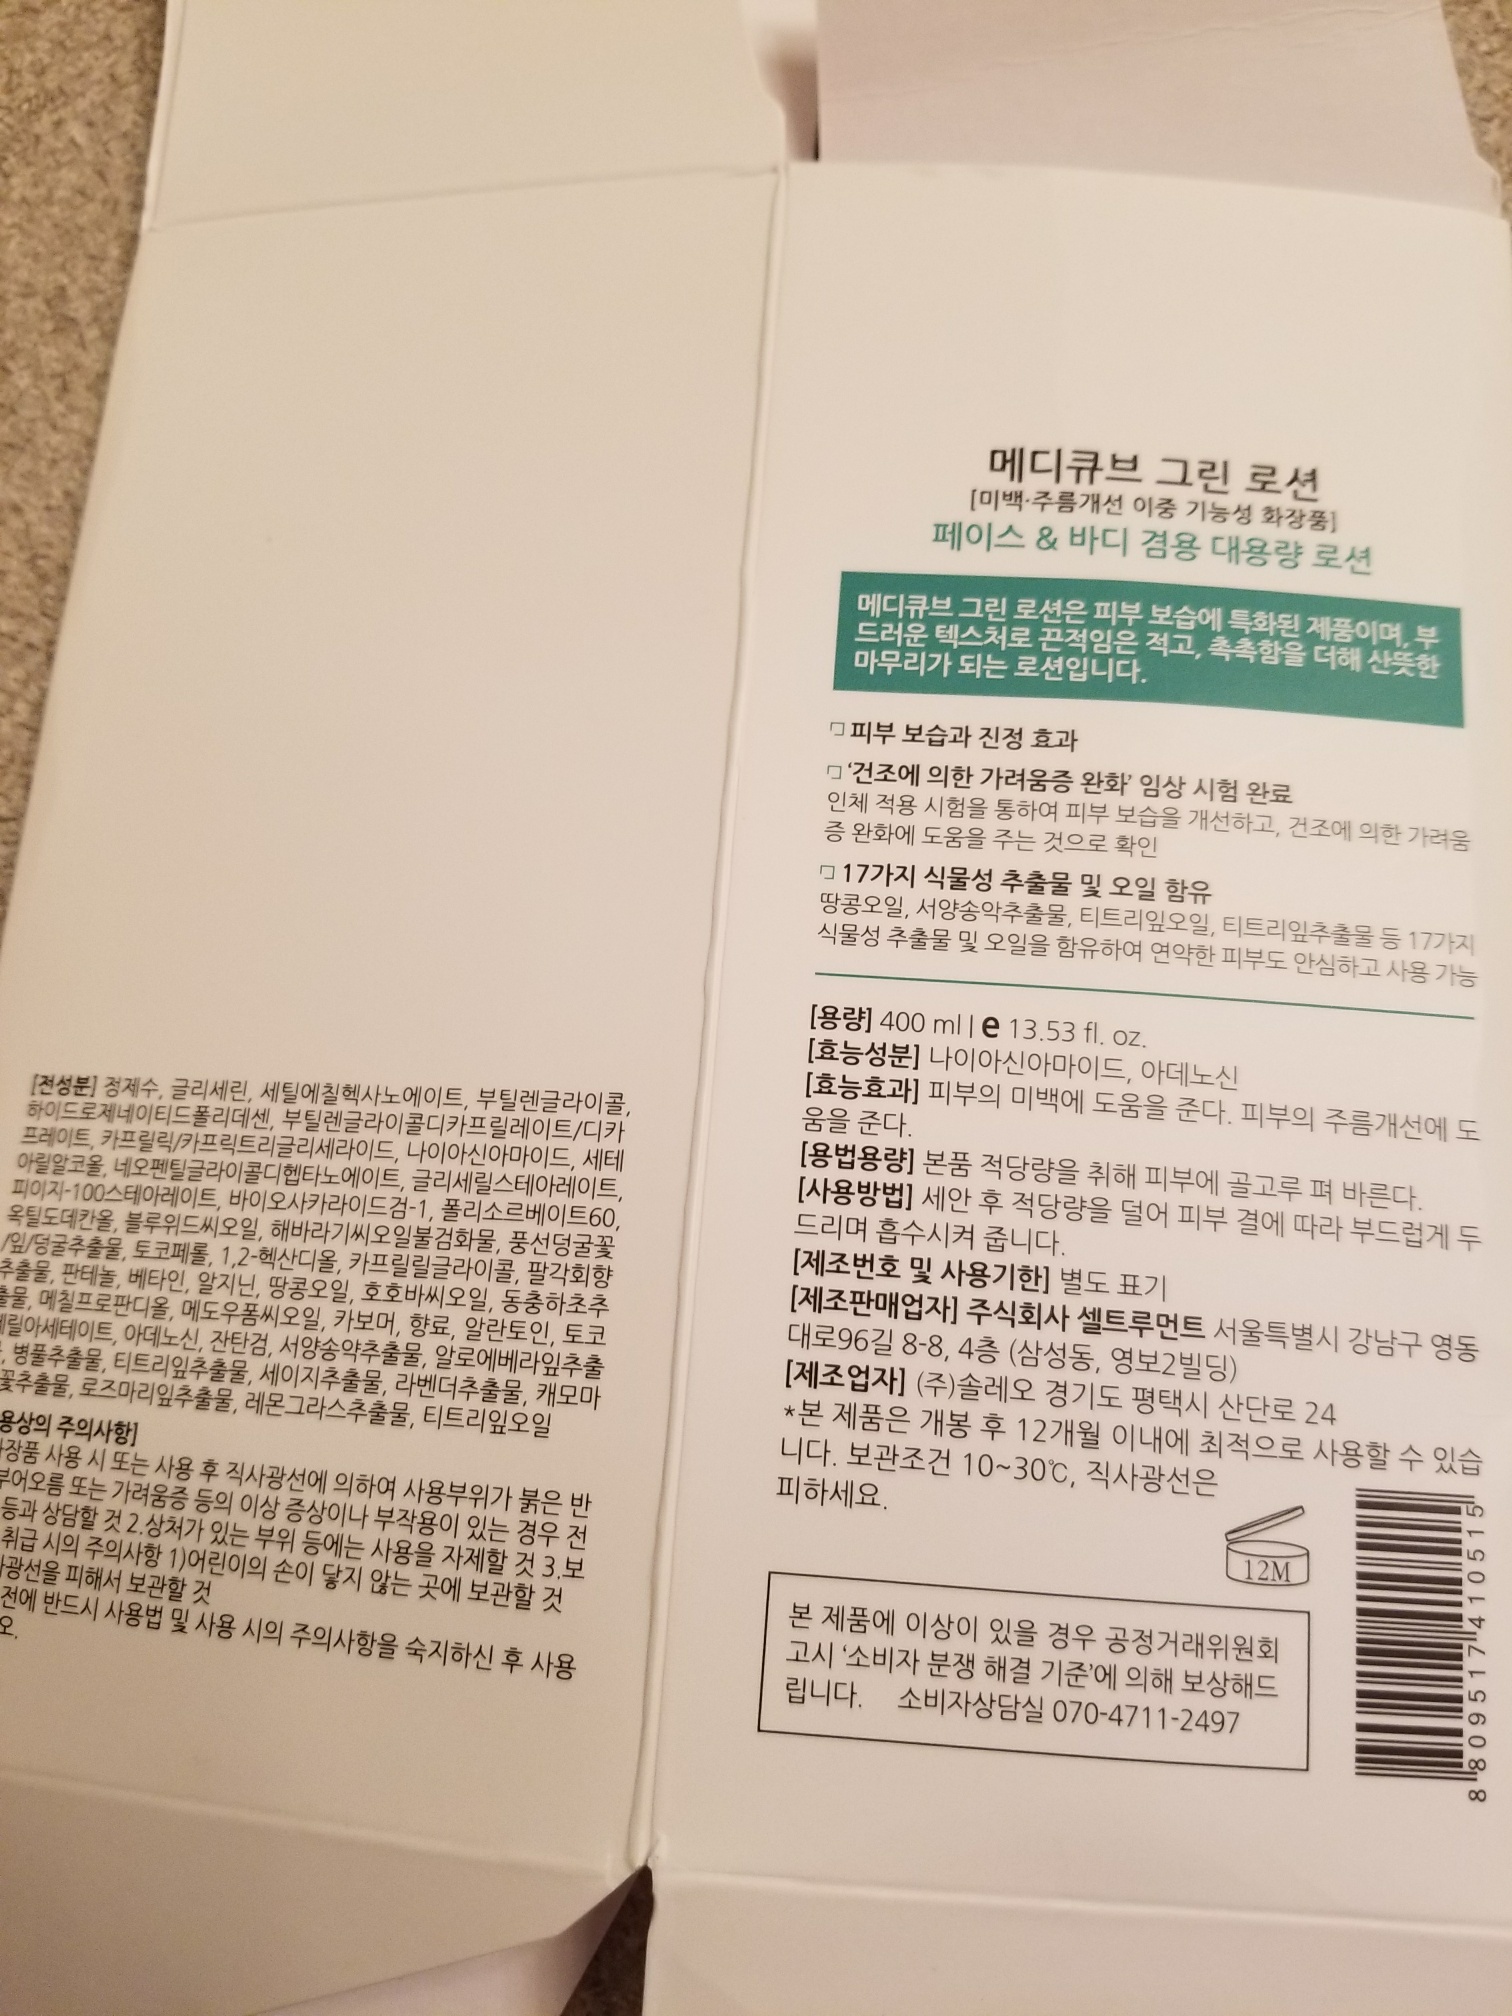 [전성분] 정제수, 글리세린, 세틸에칠헥사노에이트, 부틸렌글라이콜,
하이드로제네이티드폴리데센, 부틸렌글라이콜디카프릴레이트/디카
프레이트, 카프릴릭/카프릭트리글리세라이드, 나이아신아마이드, 세테
아릴알코올, 네오펜틸글라이콜디헵타노에이트, 글리세릴스테아레이트,
피이지-100스테아레이트, 바이오사카라이드검-1, 폴리소르베이트60,
옥틸도데칸올, 블루위드씨오일, 해바라기씨오일불검화물, 풍선덩굴꽃
/잎/덩굴추출물, 토코페롤, 1,2-헥산디올, 카프릴릴글라이콜, 팔각회향
추출물, 판테놀, 베타인, 알지닌, 땅콩오일, 호호바씨오일, 동충하초추
출물, 메칠프로판디올, 메도우폼씨오일, 카보머, 향료, 알란토인, 토코
페릴아세테이트, 아데노신, 잔탄검, 서양송악추출물, 알로에베라잎추출
, 병풀추출물, 티트리잎추출물, 세이지추출물, 라벤더추출물, 캐모마
꽃추출물, 로즈마리잎추출물, 레몬그라스추출물, 티트리잎오일
용상의 주의사항]
장품 사용 시 또는 사용 후 직사광선에 의하여 사용부위가 붉은 반
부어오름 또는 가려움증 등의 이상 증상이나 부작용이 있는 경우 전
등과 상담할 것 2.상처가 있는 부위 등에는 사용을 자제할 것 3.보
취급 시의 주의사항 1)어린이의 손이 닿지 않는 곳에 보관할 것
광선을 피해서 보관할 것
전에 반드시 사용법 및 사용 시의 주의사항을 숙지하신 후 사용
오.
메디큐브 그린 로션
[미백·주름개선 이중 기능성 화장품]
페이스 & 바디 겸용 대용량 로션
메디큐브 그린 로션은 피부 보습에 특화된 제품이며, 부
드러운 텍스처로 끈적임은 적고, 촉촉함을 더해 산뜻한
마무리가 되는 로션입니다.
피부 보습과 진정 효과
‘건조에 의한 가려움증 완화’ 임상 시험 완료
인체 적용 시험을 통하여 피부 보습을 개선하고, 건조에 의한 가려움
증 완화에 도움을 주는 것으로 확인
17가지 식물성 추출물 및 오일 함유
땅콩오일, 서양송악추출물, 티트리잎오일, 티트리잎추출물 등 17가지
식물성 추출물 및 오일을 함유하여 연약한 피부도 안심하고 사용 가능
[용량] 400 ml | e 13.53 fl. oz.
[효능성분] 나이아신아마이드, 아데노신
[효능효과] 피부의 미백에 도움을 준다. 피부의 주름개선에 도
움을 준다.
[용법용량] 본품 적당량을 취해 피부에 골고루 펴 바른다.
[사용방법] 세안 후 적당량을 덜어 피부 결에 따라 부드럽게 두
드리며 흡수시켜 줍니다.
[제조번호 및 사용기한] 별도 표기
[제조판매업자] 주식회사 셀트루먼트 서울특별시 강남구 영동
대로96길 8-8, 4층 (삼성동, 영보2빌딩)
[제조업자] (주)솔레오 경기도 평택시 산단로 24
*본 제품은 개봉 후 12개월 이내에 최적으로 사용할 수 있습
니다. 보관조건 10~30℃, 직사광선은
피하세요.
12M
본 제품에 이상이 있을 경우 공정거래위원회
고시 ‘소비자 분쟁 해결 기준’에 의해 보상해드
립니다. 소비자상담실 070-4711-2497
8 809517 410515